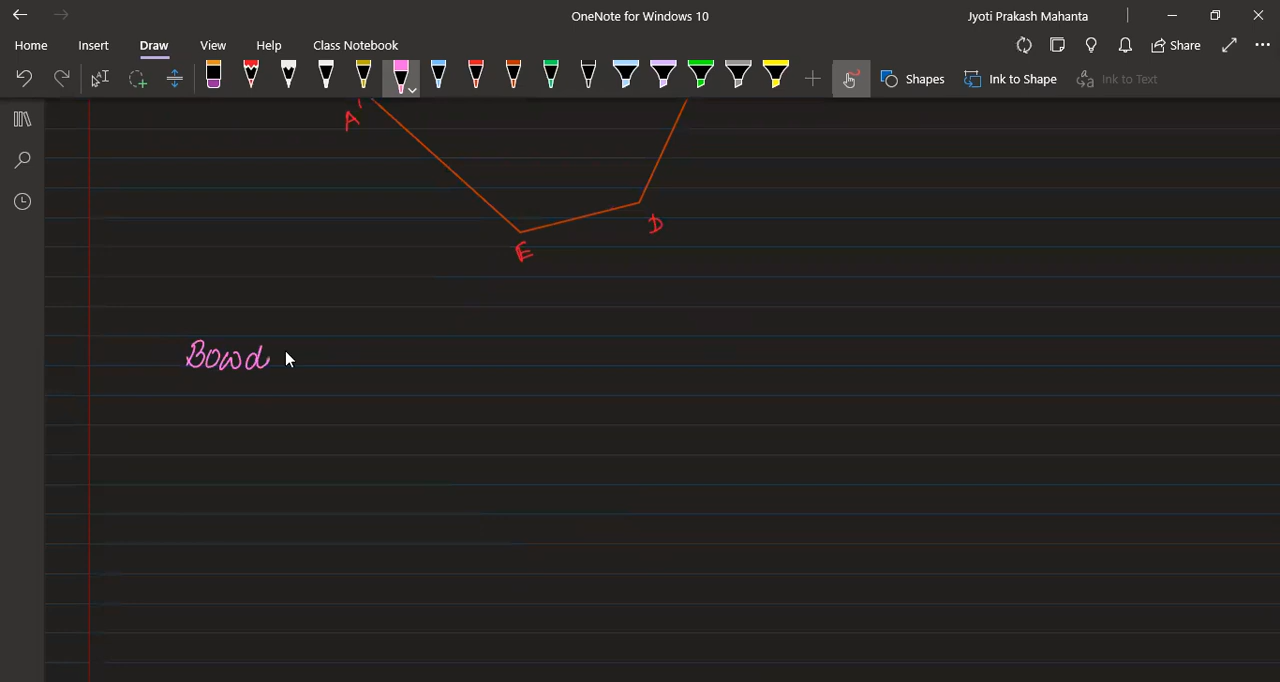 OneNote for Windows 10
Jyoti Prakash Mahanta
Home Insert Draw View Help Class Notebook
Share
Shapes Ink to Shape Ink to Text
A
D
E
Bowd